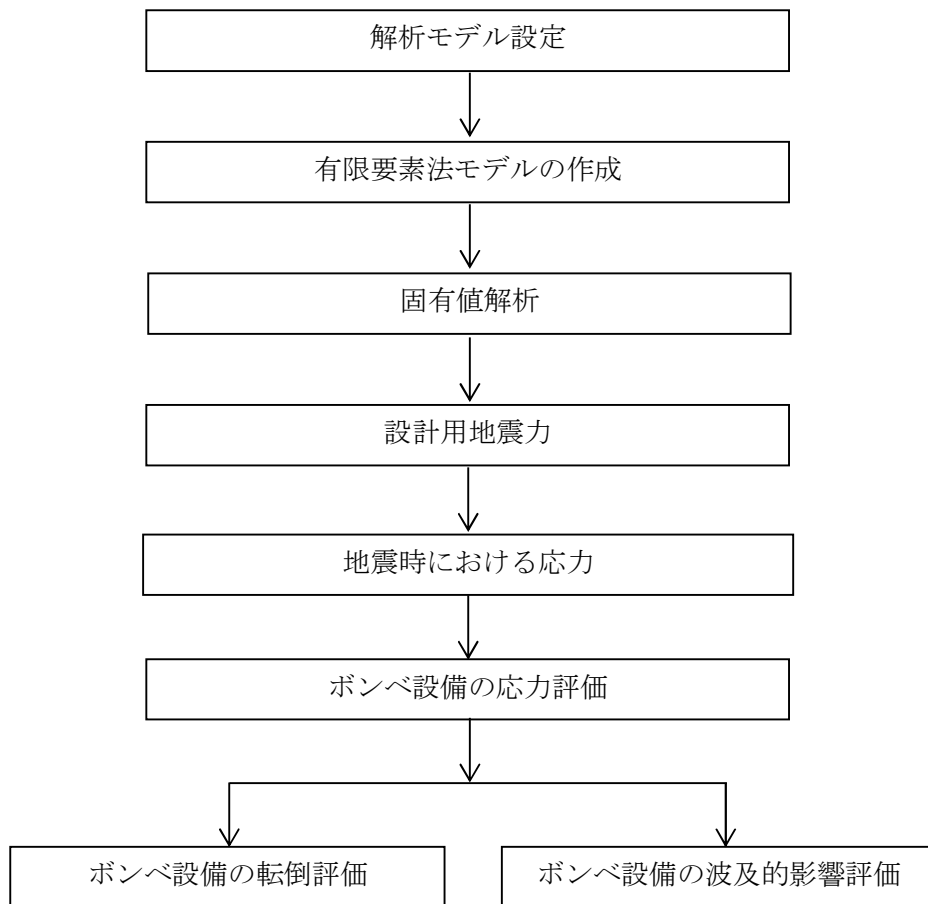 解析モデル設定
有限要素法モデルの作成
固有値解析
設計用地震力
地震時における応力
ボンベ設備の応力評価
ボンベ設備の転倒評価
ボンベ設備の波及的影響評価